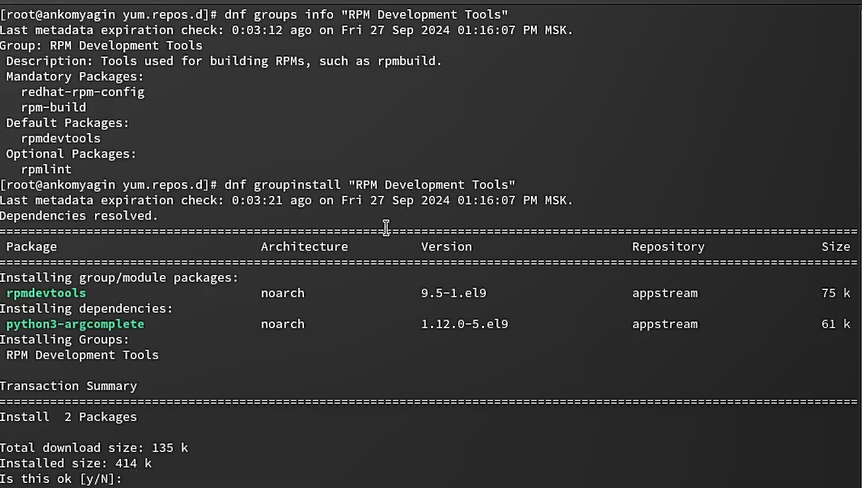 [root@ankomyagin yum.repos.d]# dnf groups info "RPM Development Tools"
Last metadata expiration check: 0:03:12 ago on Fri 27 Sep 2024 01:16:07 PM MSK.
Group: RPM Development Tools
 Description: Tools used for building RPMs, such as rpmbuild.
 Mandatory Packages:
   redhat-rpm-config
   rpm-build
 Default Packages:
   rpmdevtools
 Optional Packages:
   rpmlint
[root@ankomyagin yum.repos.d]# dnf groupinstall "RPM Development Tools"
Last metadata expiration check: 0:03:21 ago on Fri 27 Sep 2024 01:16:07 PM MSK.
Dependencies resolved.
================================================================================
 Package                    Architecture    Version                    Repository         Size
================================================================================
Installing group/module packages:
 rpmdevtools                noarch          9.5-1.el9                  appstream          75 k
Installing dependencies:
 python3-argcomplete        noarch          1.12.0-5.el9               appstream          61 k
Installing Groups:
 RPM Development Tools

Transaction Summary
================================================================================
Install  2 Packages

Total download size: 135 k
Installed size: 414 k
Is this ok [y/N]: